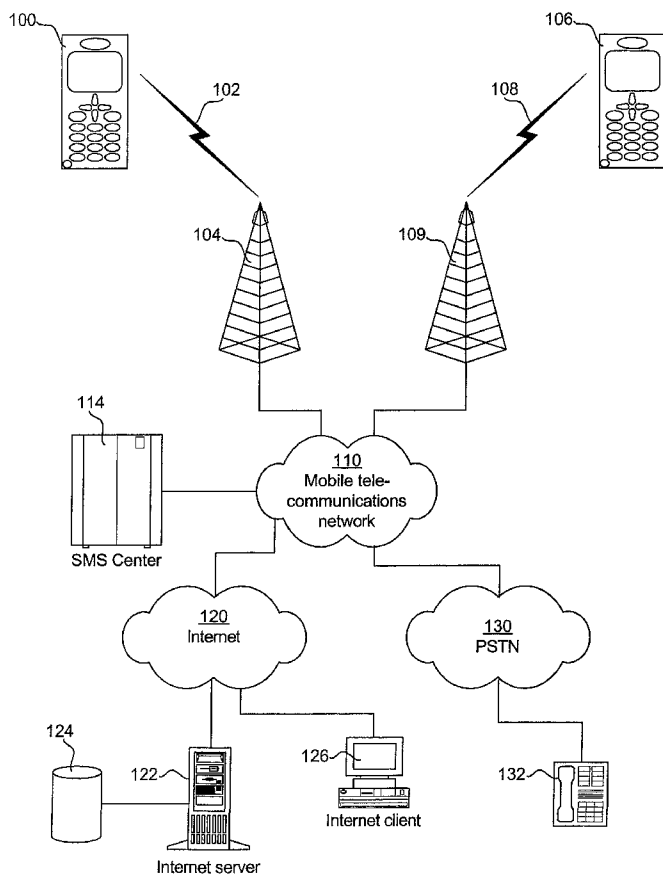 100
106
102
108
104
109
114
110
Mobile tele-
communications
network
SMS Center
120
Internet
130
PSTN
124
122
126
132
Internet client
Internet server